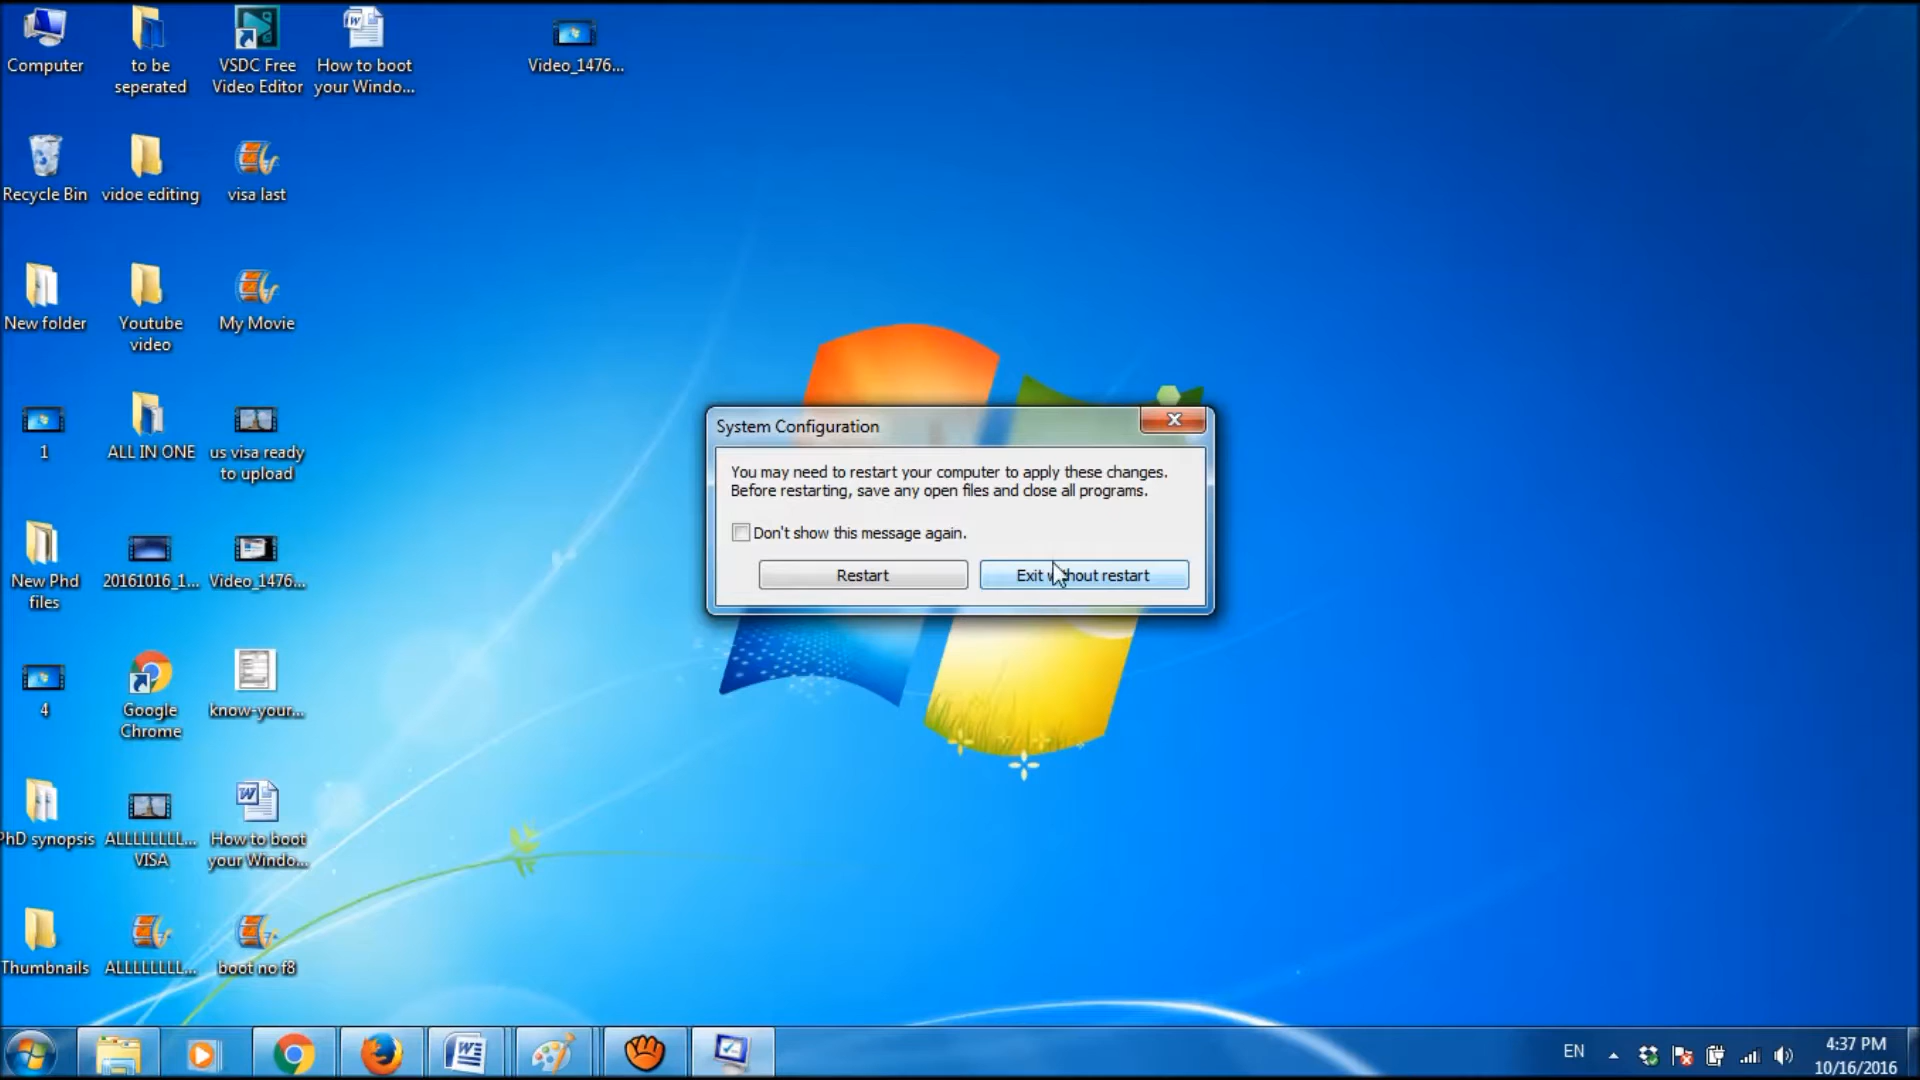 Computer
to be
seperated
VSDC Free
Video Editor
How to boot
your Windo...
Video_1476...
Recycle Bin
vidoe editing
visa last
New folder
Youtube
video
My Movie
1
ALL IN ONE
us visa ready
to upload
New Phd
files
20161016_1...
Video_1476...
4
Google
Chrome
know-your...
PhD synopsis
ALLLLLLLL...
VISA
How to boot
your Windo...
Thumbnails
ALLLLLLLL...
boot no f8
System Configuration
You may need to restart your computer to apply these changes.
Before restarting, save any open files and close all programs.
Don't show this message again.
Restart
Exit without restart
EN
4:37 PM
10/16/2016